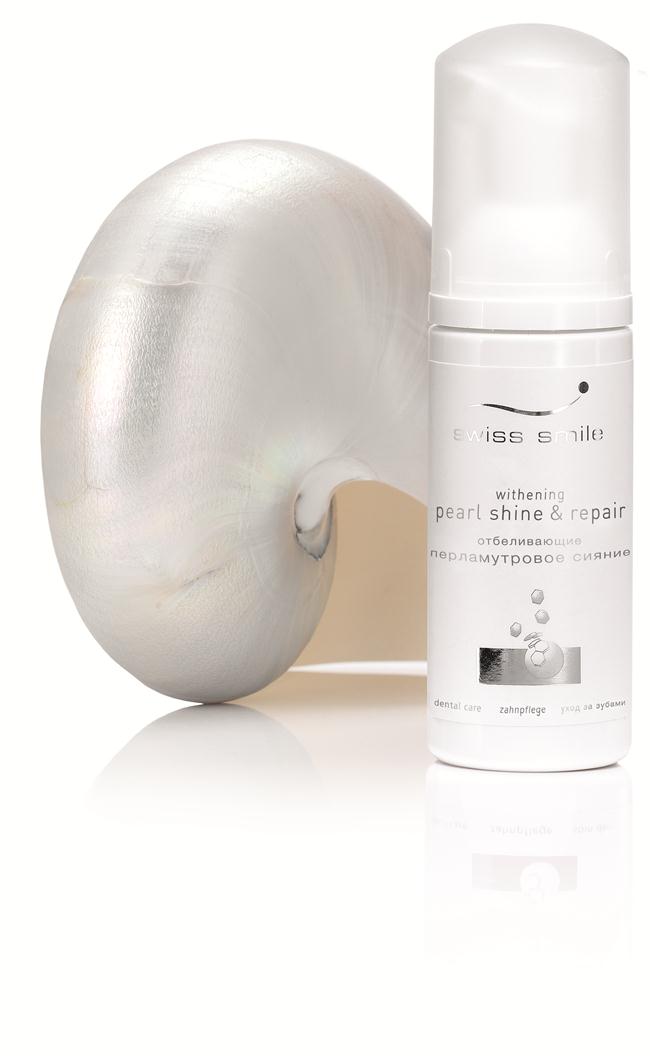 swiss smile
withening
pearl shine & repair
отбеливающие
перламутровое сияние
dental care zahnpflege уход за зубами